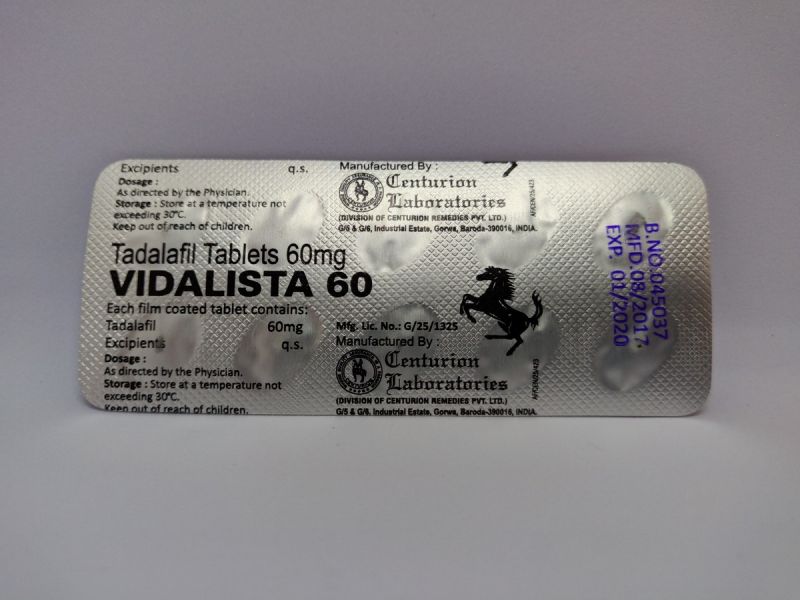 Excipients q.s.
Dosage :
As directed by the Physician.
Storage : Store at a temperature not
exceeding 30°C.
Keep out of reach of children.
Manufactured By :
Centurion
Laboratories
(DIVISION OF CENTURION REMEDIES PVT. LTD.)
G/5 & G/6, Industrial Estate, Gorwa, Baroda-390016, INDIA.
Tadalafil Tablets 60mg
VIDALISTA 60
Each film coated tablet contains:
Tadalafil 60mg
Excipients q.s.
Dosage :
As directed by the Physician.
Storage : Store at a temperature not
exceeding 30°C.
Keep out of reach of children.
Mfg. Lic. No.: G/25/1325
Manufactured By :
Centurion
Laboratories
(DIVISION OF CENTURION REMEDIES PVT. LTD.)
G/5 & G/6, Industrial Estate, Gorwa, Baroda-390016, INDIA.
B.NO.045037
MFD.08/2017
EXP. 01/2020